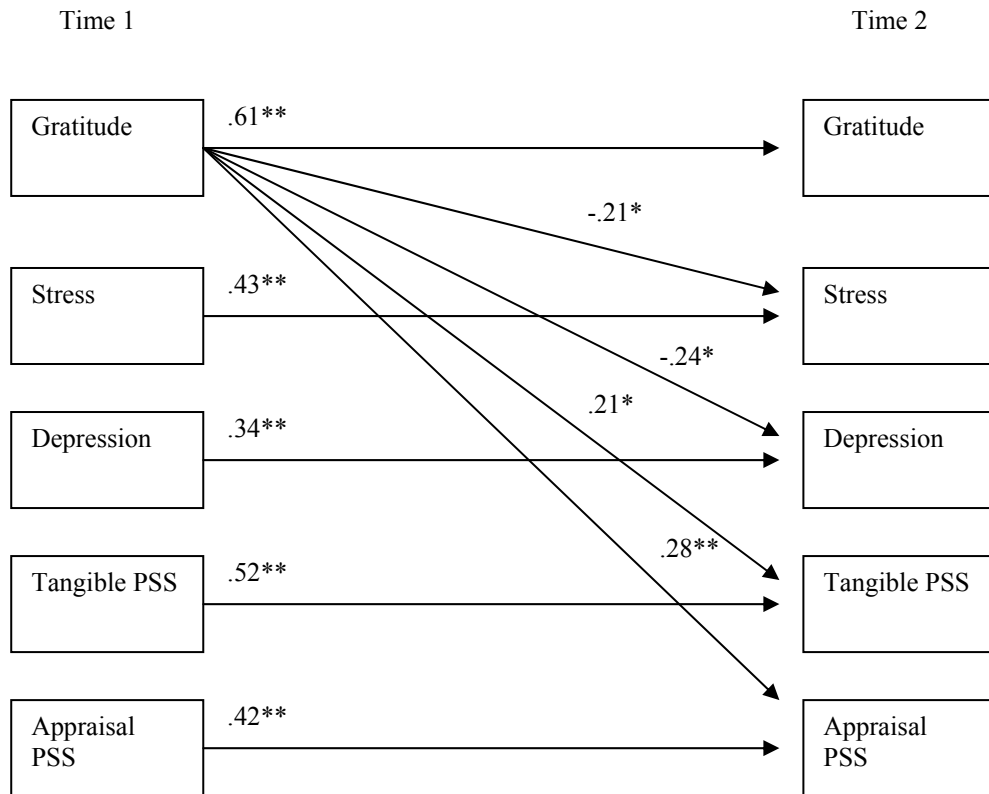 Time 1
Time 2
Gratitude
.61**
Gratitude
-.21*
Stress
.43**
Stress
-.24*
.21*
Depression
.34**
Depression
.28**
Tangible PSS
.52**
Tangible PSS
Appraisal
PSS
.42**
Appraisal
PSS